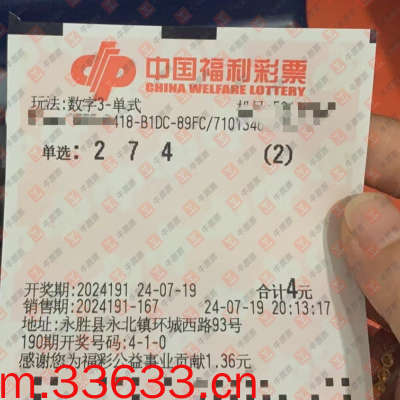 中国福利彩票
CHINA WELFARE LOTTERY
玩法:数字3-单式
418-B1DC-89FC/7101346
单选: 2 7 4 (2)
开奖期:2024191 24-07-19 合计4元
销售期:2024191-167 24-07-19 20:13:17
地址:永胜县永北镇环城西路93号
190期开奖号码:4-1-0
感谢您为福彩公益事业贡献1.36元
m.33633.cn